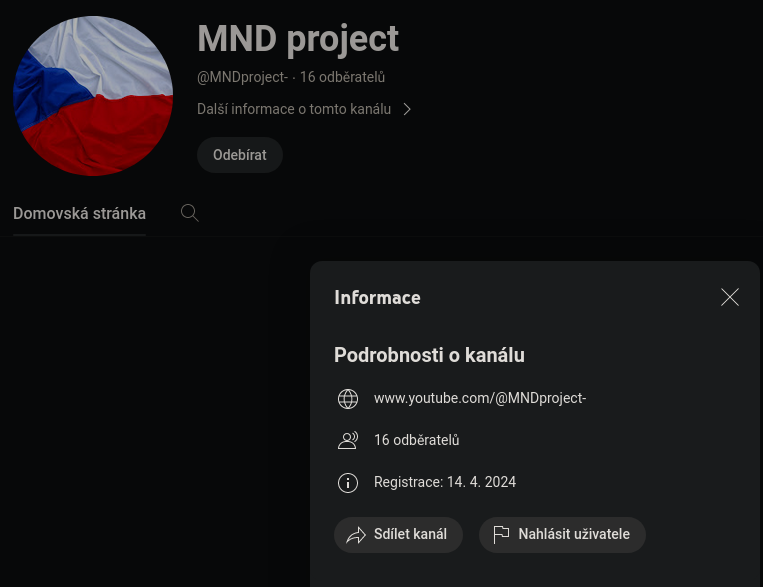 MND project
@MNDproject- · 16 odběratelů
Další informace o tomto kanálu
Odebírat
Domovská stránka
Informace
Podrobnosti o kanálu
www.youtube.com/@MNDproject-
16 odběratelů
Registrace: 14. 4. 2024
Sdílet kanál
Nahlásit uživatele